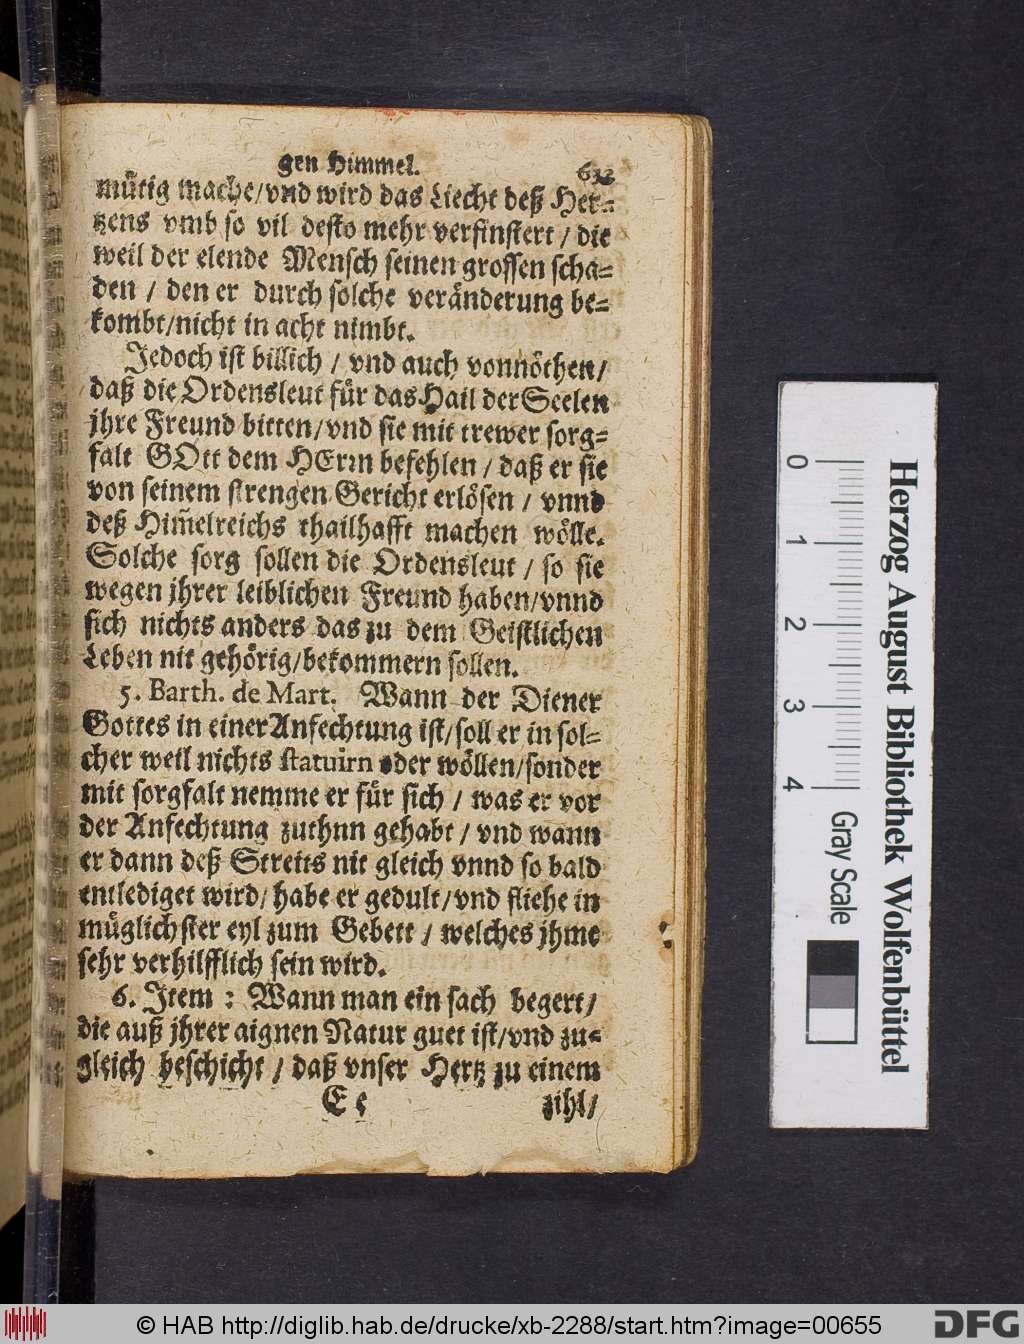 gen Himmel.
mütig mache/vnd wird das Liecht deß Her-
tzens vmb so vil desto mehr verfinstert / die
weil der elende Mensch seinen grossen scha-
den / den er durch solche veränderung be-
kombt/nicht in acht nimbt.
Jedoch ist billich / vnd auch vonnöthen/
daß die Ordensleut für das Hail der Seelen
jhre Freund bitten/vnd sie mit trewer sorg-
falt GOtt dem HErrn befehlen / daß er sie
von seinem strengen Gericht erlösen / vnnd
deß Him̃elreichs thailhafft machen wölle.
Solche sorg sollen die Ordensleut / so sie
wegen jhrer leiblichen Freund haben/vnnd
sich nichts anders das zu dem Geistlichen
Leben nit gehörig/bekommern sollen.
5. Barth. de Mart. Wann der Diener
Gottes in einer Anfechtung ist/soll er in sol-
cher weil nichts statuirn oder wöllen/sonder
mit sorgfalt nemme er für sich / was er vor
der Anfechtung zuthnn gehabt / vnd wann
er dann deß Streits nit gleich vnnd so bald
entlediget wird/ habe er gedult/vnd fliehe in
müglichster eyl zum Gebett / welches jhme
sehr verhilfflich sein wird.
6. Item : Wann man ein sach begert/
die auß jhrer aignen Natur guet ist/vnd zu-
gleich beschicht / daß vnser Hertz zu einem
zihl/
0 1 2 3 4
Gray Scale
Herzog August Bibliothek Wolfenbüttel
© HAB http://diglib.hab.de/drucke/xb-2288/start.htm?image=00655
DFG